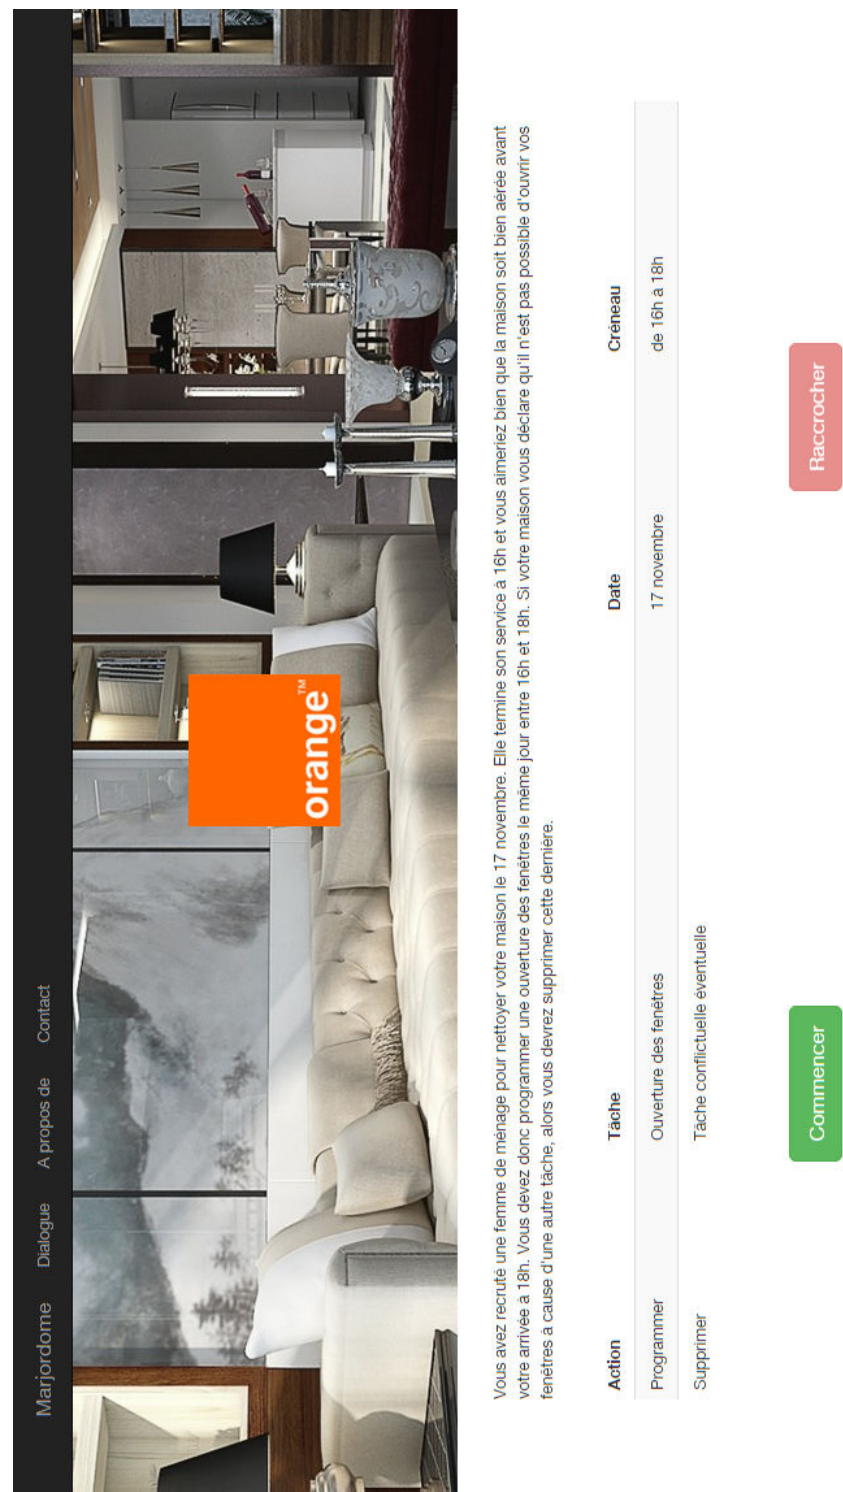 Marjordome Dialogue A propos de Contact
orange™
Vous avez recruté une femme de ménage pour nettoyer votre maison le 17 novembre. Elle termine son service à 16h et vous aimeriez bien que la maison soit bien aérée avant
votre arrivée à 18h. Vous devez donc programmer une ouverture des fenêtres le même jour entre 16h et 18h. Si votre maison vous déclare qu'il n'est pas possible d'ouvrir vos
fenêtres à cause d'une autre tâche, alors vous devrez supprimer cette dernière.
Action Tâche Date Créneau
Programmer Ouverture des fenêtres 17 novembre de 16h à 18h
Supprimer Tâche conflictuelle éventuelle
Commencer Raccrocher